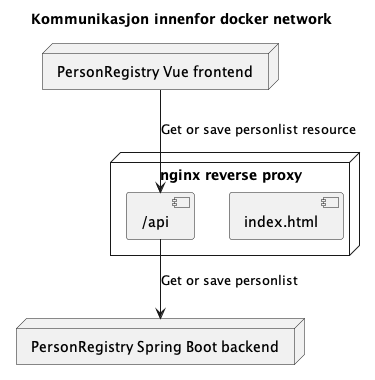 Kommunikasjon innenfor docker network
PersonRegistry Vue frontend
Get or save personlist resource
nginx reverse proxy
/api
index.html
Get or save personlist
PersonRegistry Spring Boot backend